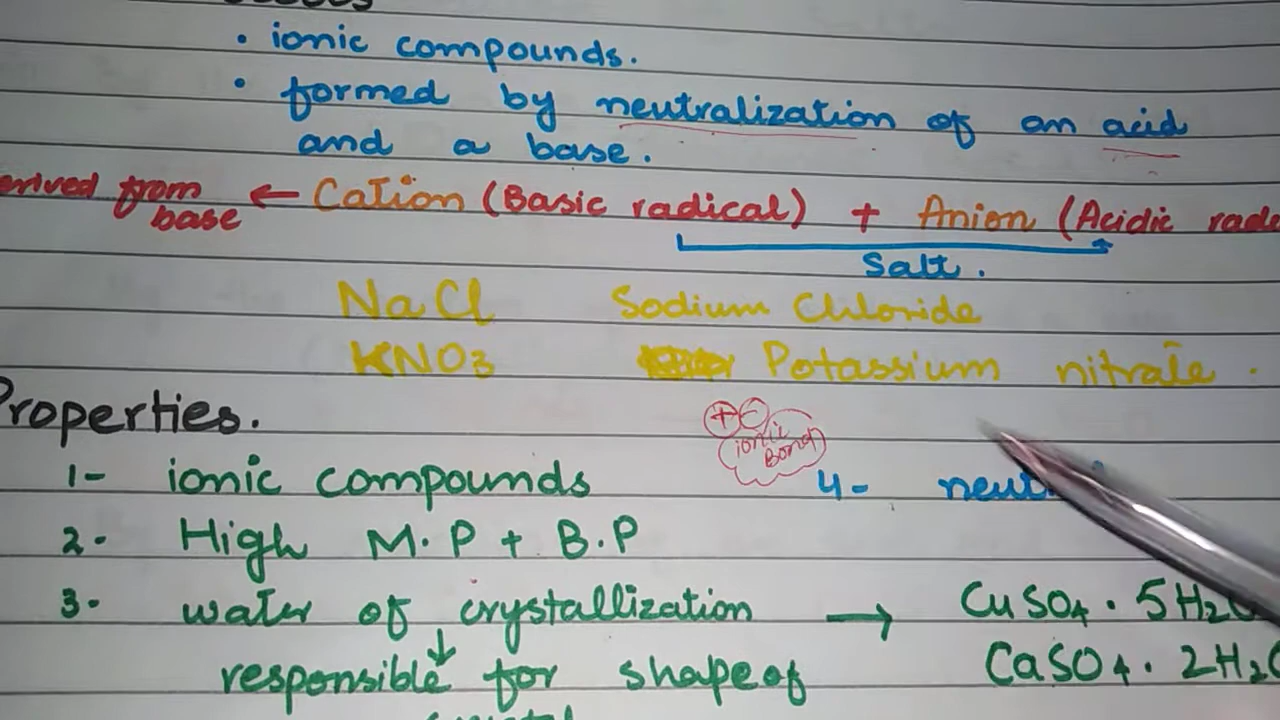 • ionic compounds.
• formed by neutralization of an acid
and a base.
erived from base ← Cation (Basic radical) + Anion (Acidic radi
Salt.
NaCl Sodium Chloride
KNO3 Potassium nitrate.
Properties.
+ -
ionic Bond
1- ionic compounds 4- neut
2- High M.P + B.P
3- water of crystallization → CuSO4 . 5H2O
responsible for shape of CaSO4 . 2H2O